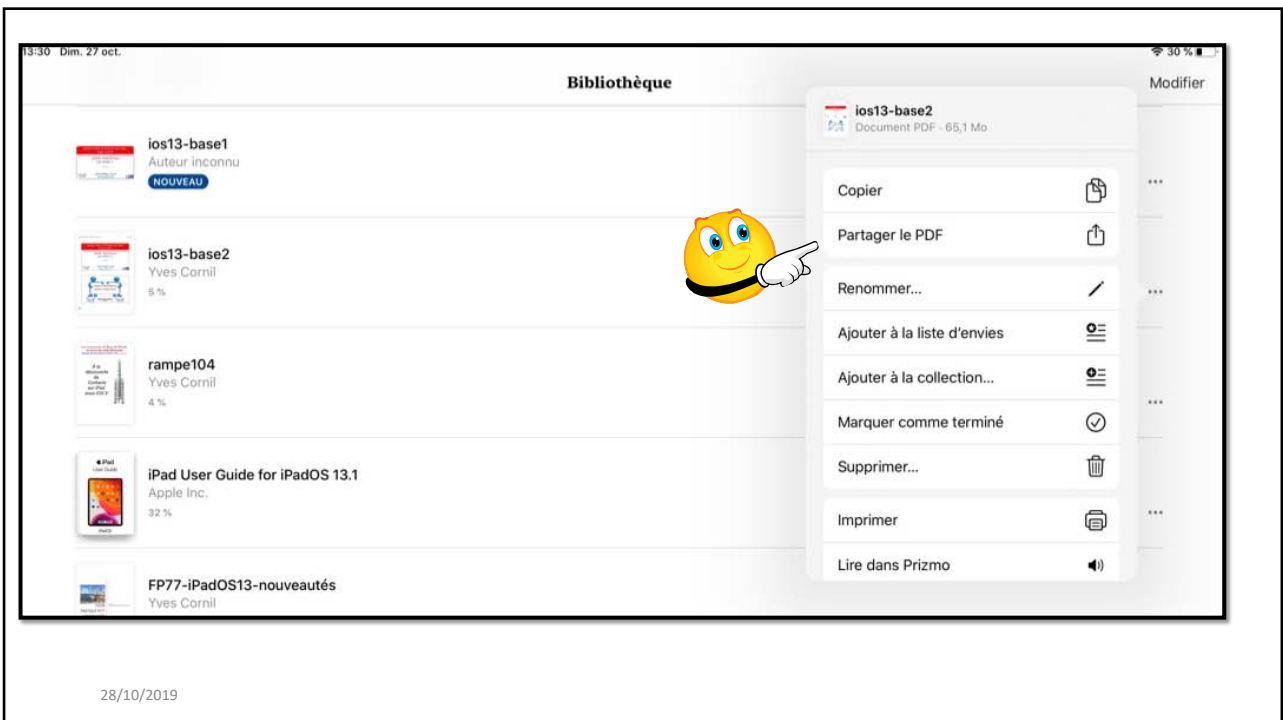 13:30 Dim. 27 oct.
30 %
Bibliothèque
Modifier
ios13-base1
Auteur inconnu
NOUVEAU
ios13-base2
Yves Cornil
5 %
rampe104
Yves Cornil
4 %
iPad User Guide for iPadOS 13.1
Apple Inc.
32 %
FP77-iPadOS13-nouveautés
Yves Cornil
ios13-base2
Document PDF - 65,1 Mo
Copier
Partager le PDF
Renommer...
Ajouter à la liste d'envies
Ajouter à la collection...
Marquer comme terminé
Supprimer...
Imprimer
Lire dans Prizmo
28/10/2019